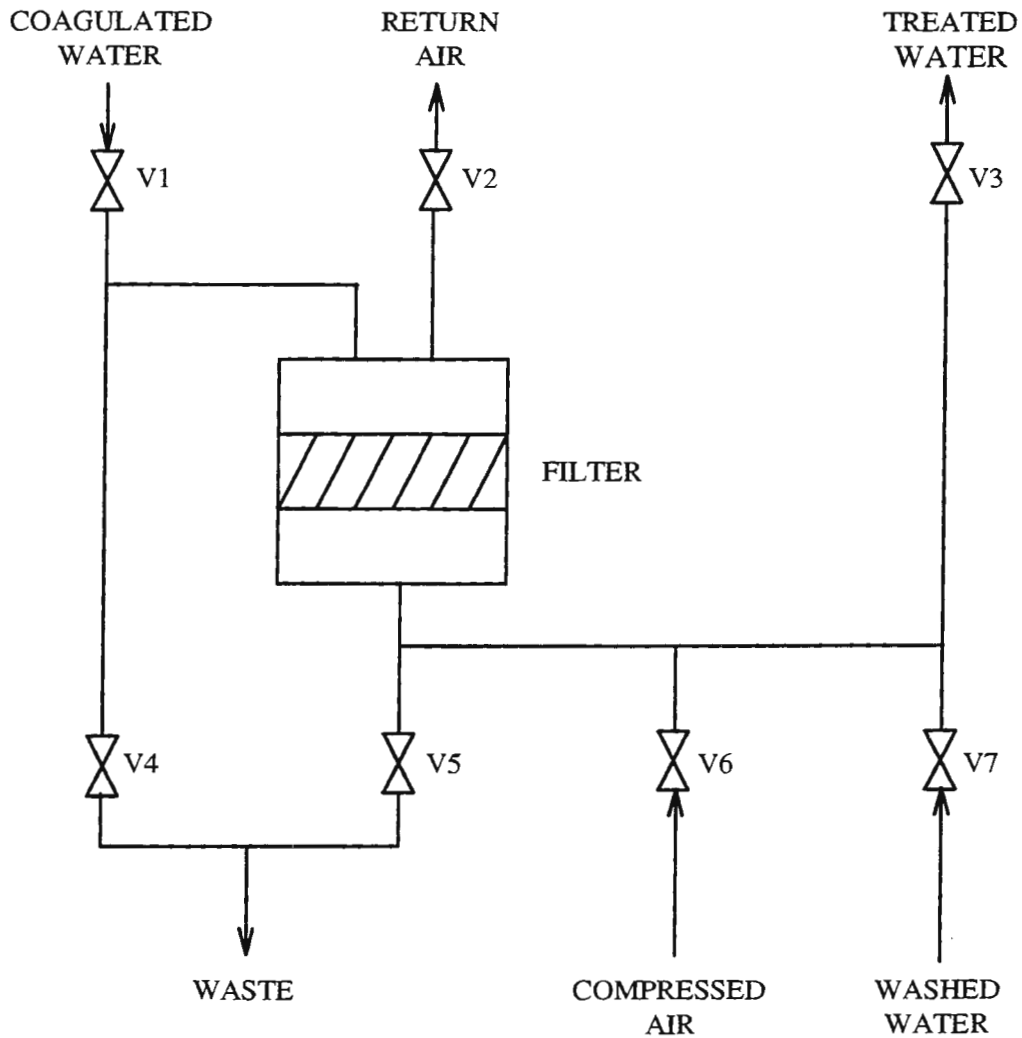 COAGULATED
WATER
RETURN
AIR
TREATED
WATER
V1
V2
V3
FILTER
V4
V5
V6
V7
WASTE
COMPRESSED
AIR
WASHED
WATER